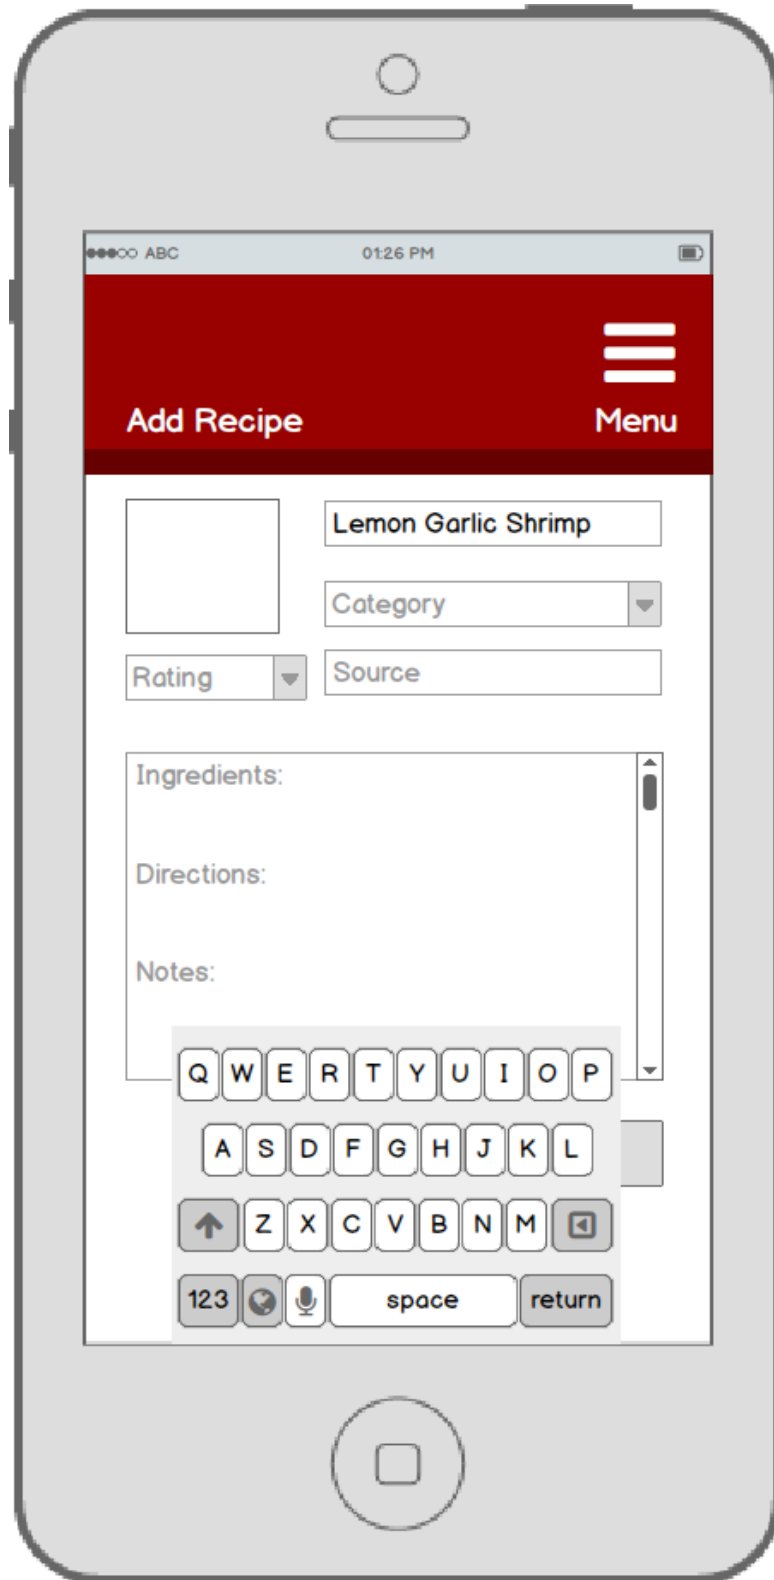 ABC 01:26 PM
Menu
Add Recipe
Lemon Garlic Shrimp
Category
Rating
Source
Ingredients:
Directions:
Notes:
Q W E R T Y U I O P
A S D F G H J K L
Z X C V B N M
123 space return